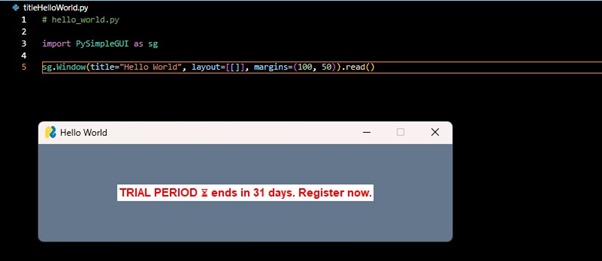 titleHelloWorld.py
1 # hello_world.py
2
3 import PySimpleGUI as sg
4
5 sg.Window(title="Hello World", layout=[[]], margins=(100, 50)).read()
Hello World
TRIAL PERIOD ⏳ ends in 31 days. Register now.